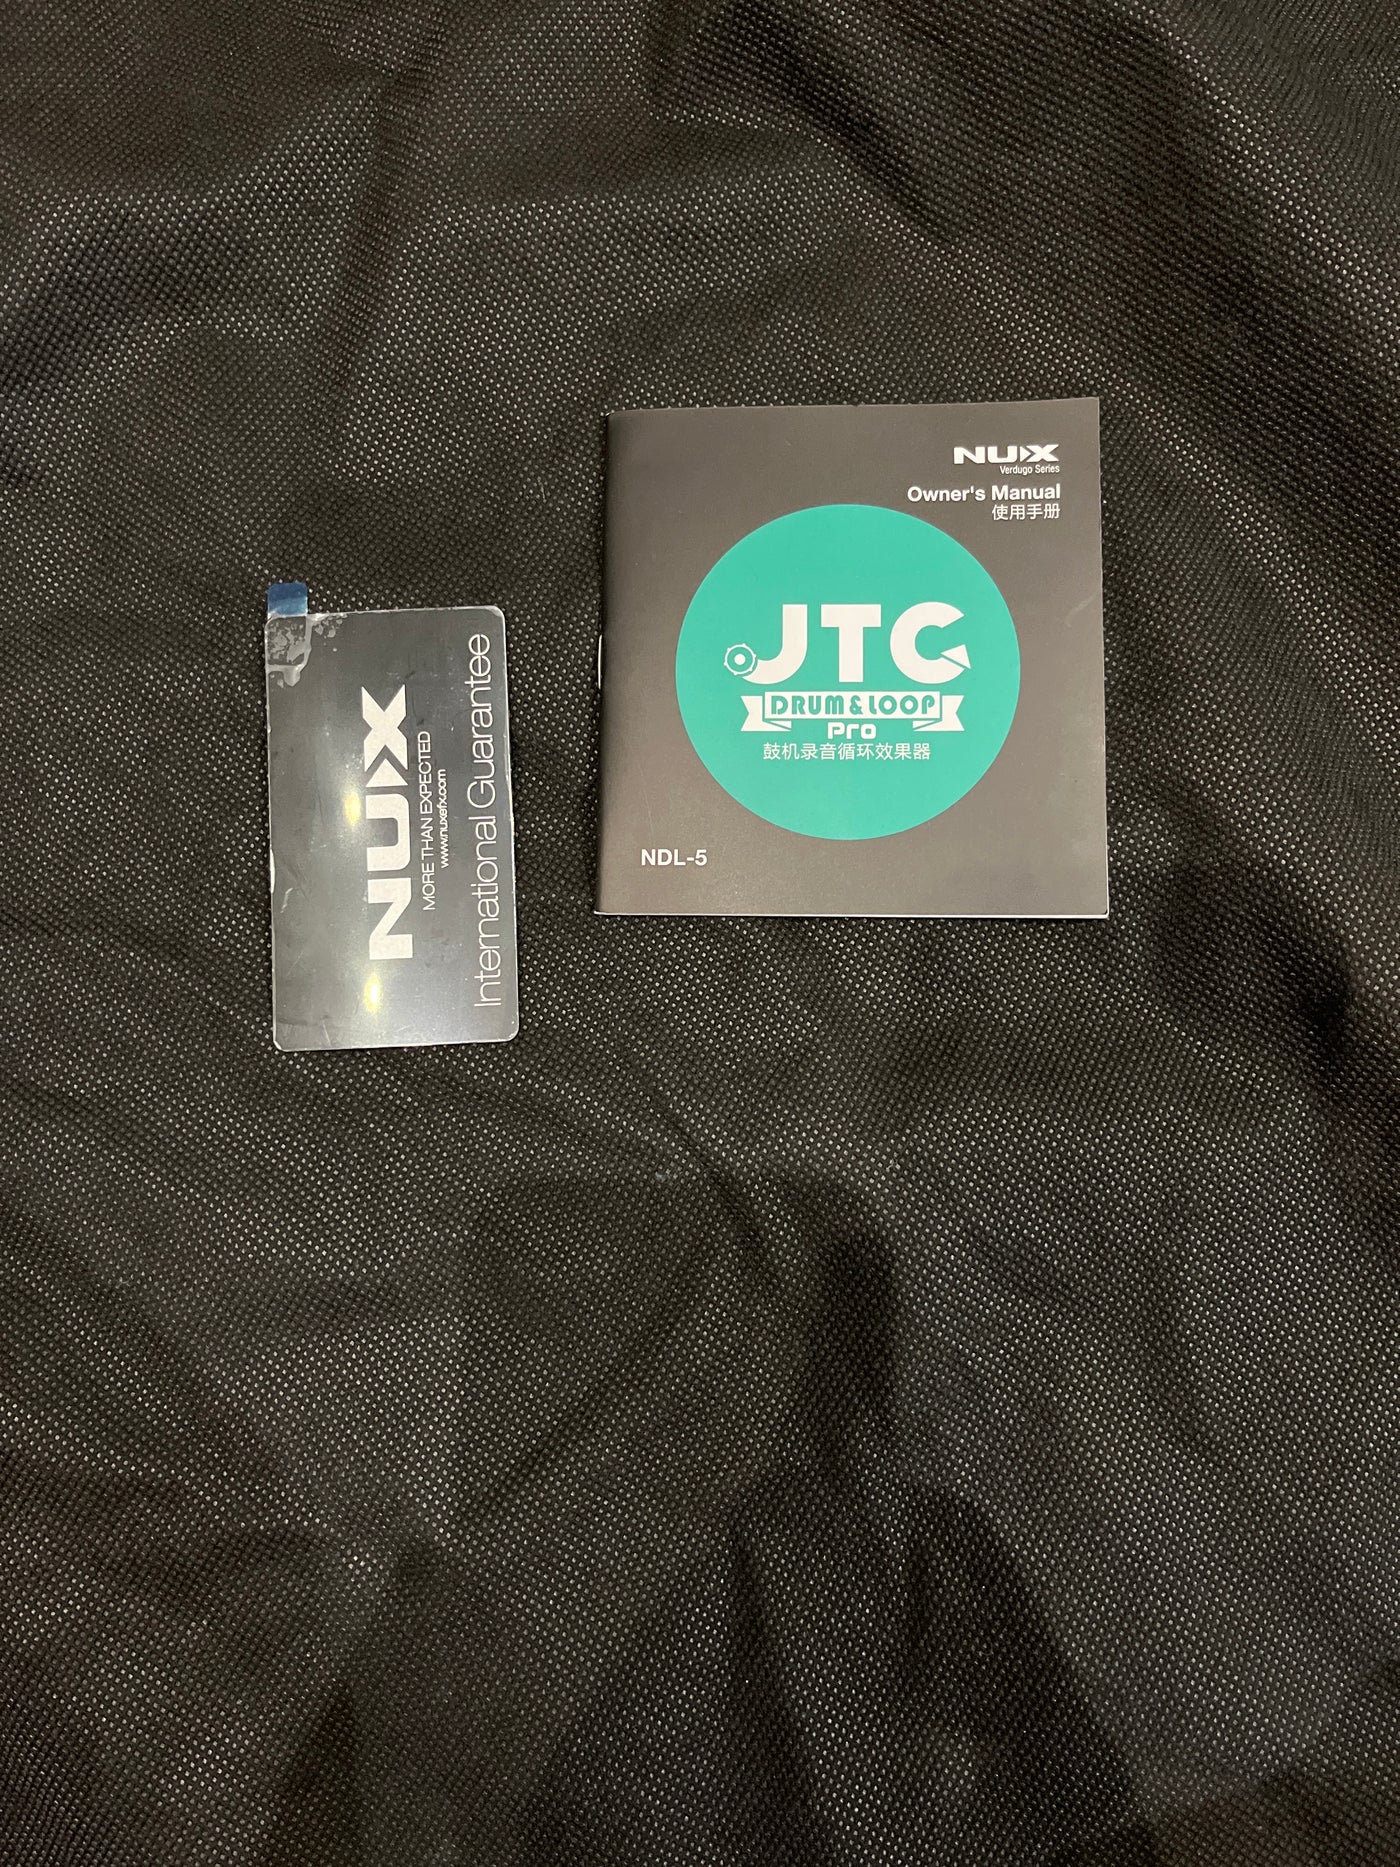 NUX
MORE THAN EXPECTED
www.nuxefx.com
International Guarantee
NUX
Verdugo Series
Owner's Manual
使用手册
JTC
DRUM & LOOP
Pro
鼓机录音循环效果器
NDL-5